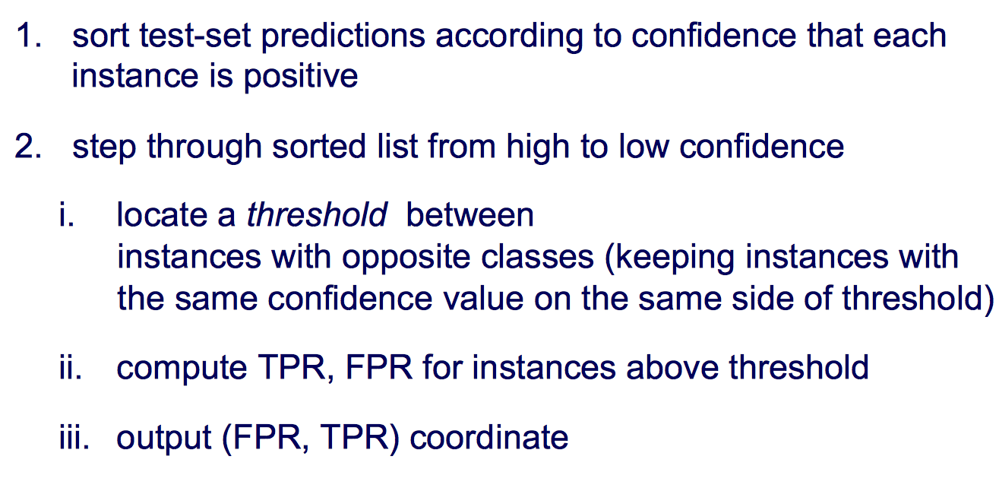 1. sort test-set predictions according to confidence that each
instance is positive
2. step through sorted list from high to low confidence
i. locate a threshold between
instances with opposite classes (keeping instances with
the same confidence value on the same side of threshold)
ii. compute TPR, FPR for instances above threshold
iii. output (FPR, TPR) coordinate